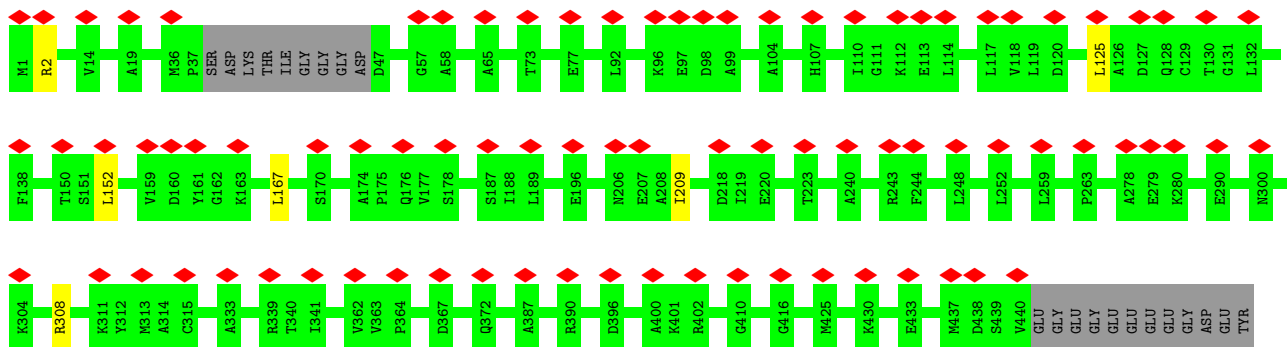 M1 R2 V14 A19 M36 P37 SER ASP LYS THR ILE GLY GLY GLY ASP D47 G57 A58 A65 T73 E77 L92 K96 E97 D98 A99 A104 H107 I110 G111 K112 E113 L114 L117 V118 L119 D120 L125 A126 D127 Q128 C129 T130 G131 L132
F138 T150 S151 L152 V159 D160 Y161 G162 K163 L167 S170 A174 P175 Q176 V177 S178 S187 I188 L189 E196 N206 E207 A208 I209 D218 I219 E220 T223 A240 R243 F244 L248 L252 L259 P263 A278 E279 K280 E290 N300
K304 R308 K311 Y312 M313 A314 C315 A333 R339 T340 I341 V362 V363 P364 D367 Q372 A387 R390 D396 A400 K401 R402 G410 G416 M425 K430 E433 M437 D438 S439 V440 GLU GLY GLU GLY GLU GLU GLU GLU GLY ASP GLU TYR